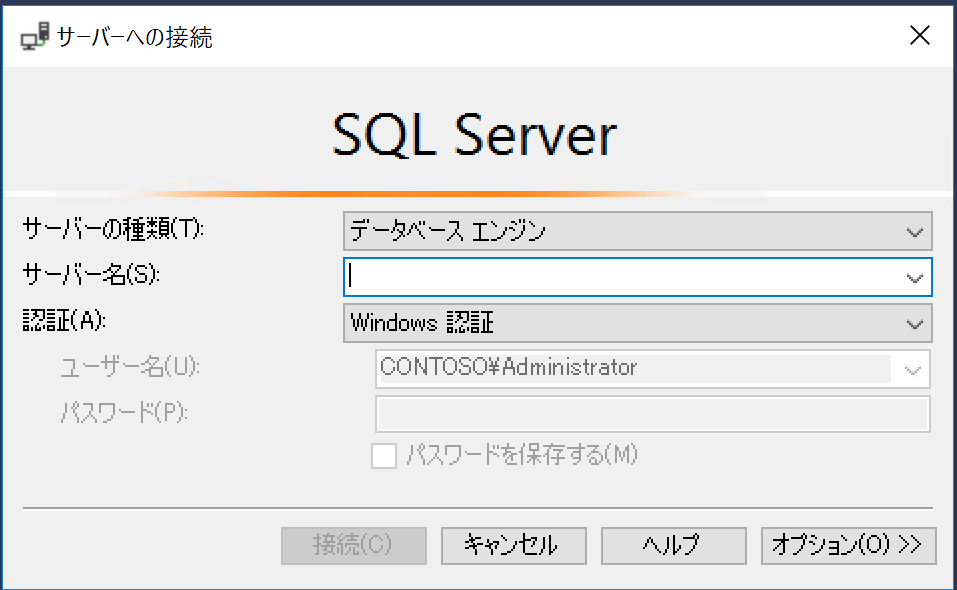 サーバーへの接続
SQL Server
サーバーの種類(T):
データベース エンジン
サーバー名(S):
認証(A):
Windows 認証
ユーザー名(U):
CONTOSO¥Administrator
パスワード(P):
パスワードを保存する(M)
接続(C)
キャンセル
ヘルプ
オプション(O) >>